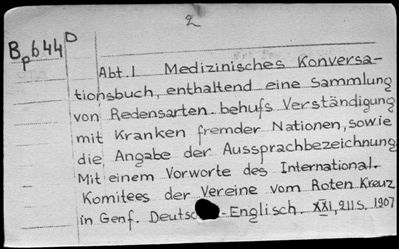 2
Bp644D
Abt. I Medizinisches Konversa-
tionsbuch, enthaltend eine Sammlung
von Redensarten behufs Verständigung
mit Kranken fremder Nationen, sowie
die Angabe der Aussprachbezeichnung
Mit einem Vorworte des International.
Komitees der Vereine vom Roten Kreuz
in Genf. Deutsc -Englisch. XXI, 211 S. 1907